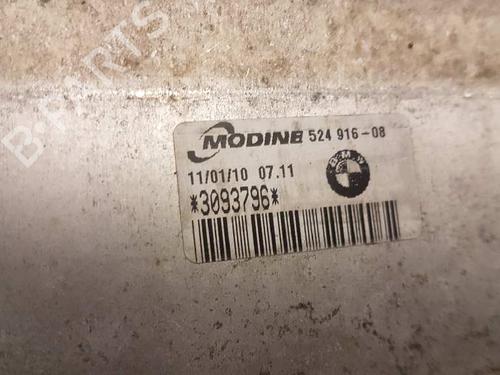 B-PARTS
MODINE 524 916-08
11/01/10 07.11
BMW
*3093796*